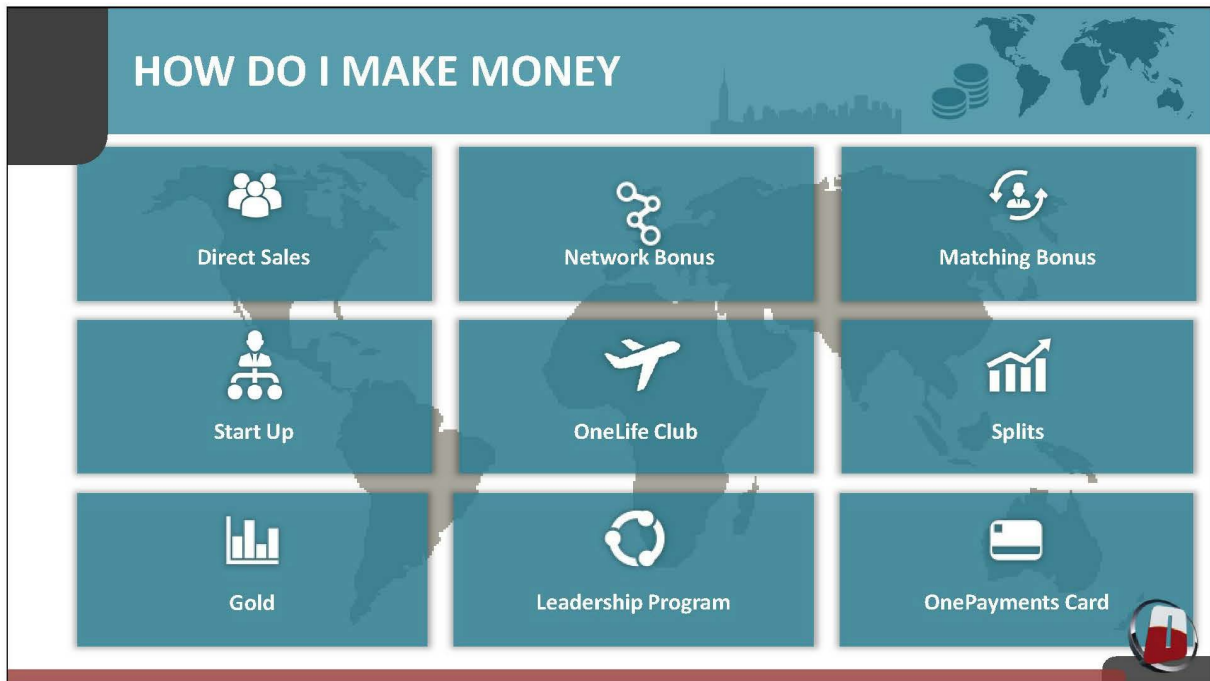 HOW DO I MAKE MONEY
Direct Sales
Network Bonus
Matching Bonus
Start Up
OneLife Club
Splits
Gold
Leadership Program
OnePayments Card